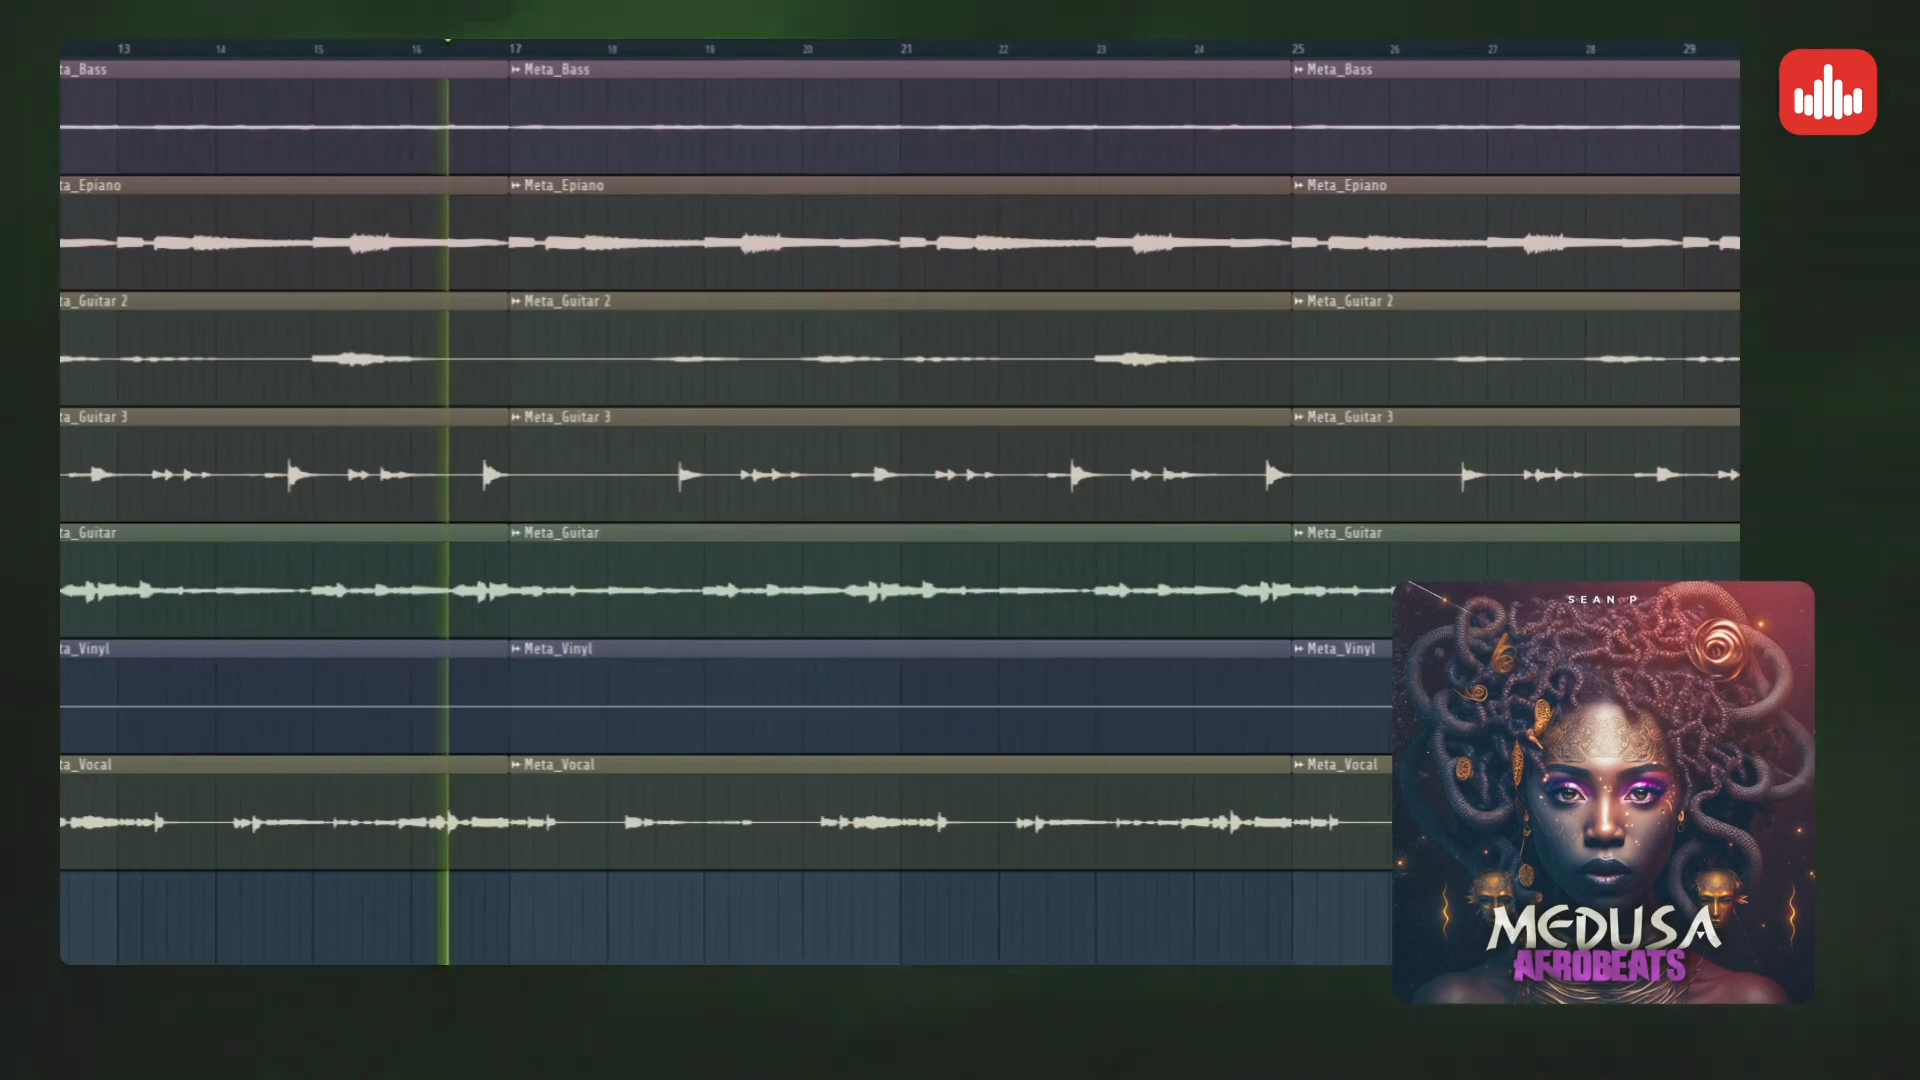 13 14 15 16 17 18 19 20 21 22 23 24 25 26 27 28 29
ta_Bass Meta_Bass Meta_Bass
ta_Epiano Meta_Epiano Meta_Epiano
ta_Guitar 2 Meta_Guitar 2 Meta_Guitar 2
ta_Guitar 3 Meta_Guitar 3 Meta_Guitar 3
ta_Guitar Meta_Guitar Meta_Guitar
ta_Vinyl Meta_Vinyl Meta_Vinyl
ta_Vocal Meta_Vocal Meta_Vocal
SEAN P
MEDUSA
AFROBEATS